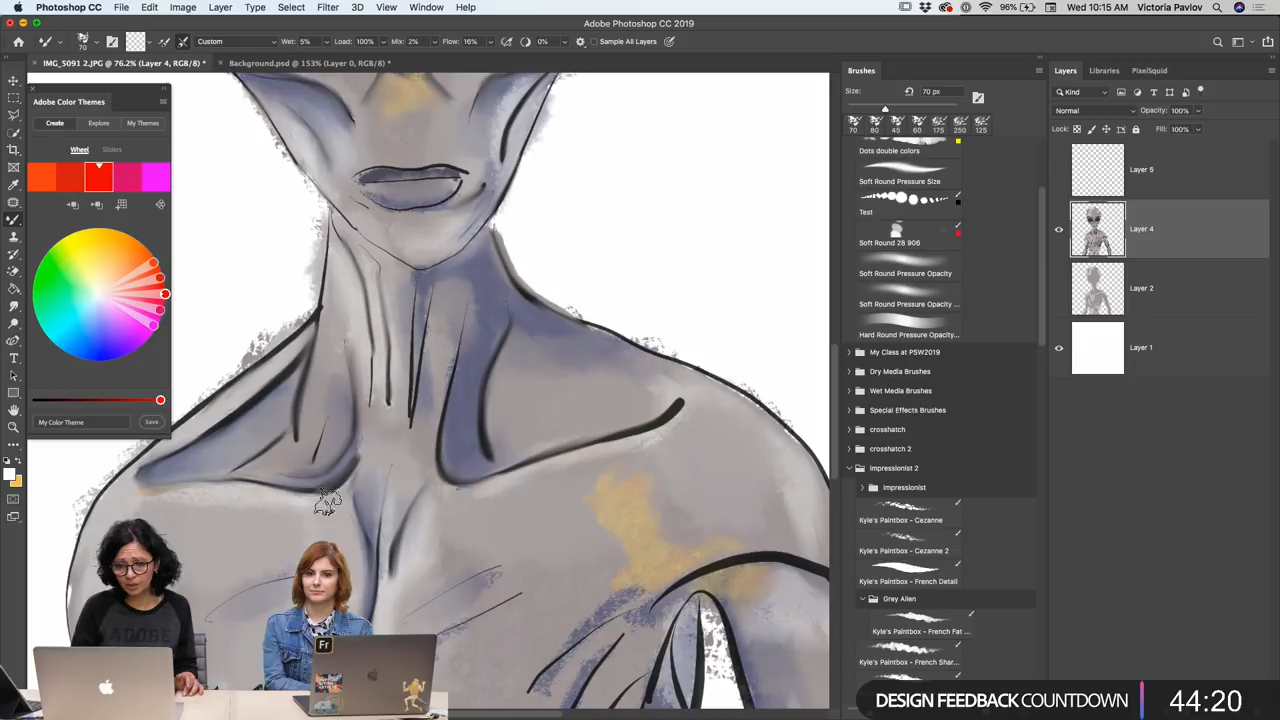 Photoshop CC File Edit Image Layer Type Select Filter 3D View Window Help 96% Wed 10:15 AM Victoria Pavlov
Adobe Photoshop CC 2019
70 Custom Wet: 5% Load: 100% Mix: 2% Flow: 16% 0% Sample All Layers
IMG_5091 2.JPG @ 76.2% (Layer 4, RGB/8) * Background.psd @ 153% (Layer 0, RGB/8) *
Adobe Color Themes
Create Explore My Themes
Wheel Sliders
My Color Theme Save
Brushes
Size: 70 px
70 80 45 60 175 250 125
Dots double colors
Soft Round Pressure Size
Test
Soft Round 28 906
Soft Round Pressure Opacity
Soft Round Pressure Opacity ...
Hard Round Pressure Opacity...
My Class at PSW2019
Dry Media Brushes
Wet Media Brushes
Special Effects Brushes
crosshatch
crosshatch 2
Impressionist 2
Impressionist
Kyle's Paintbox - Cezanne
Kyle's Paintbox - Cezanne 2
Kyle's Paintbox - French Detail
Grey Allen
Kyle's Paintbox - French Fat ...
Kyle's Paintbox - French Shar...
Layers Libraries PixelSquid
Kind
Normal Opacity: 100%
Lock: Fill: 100%
Layer 5
Layer 4
Layer 2
Layer 1
ADOBE
Fr
DESIGN FEEDBACK COUNTDOWN 44:20